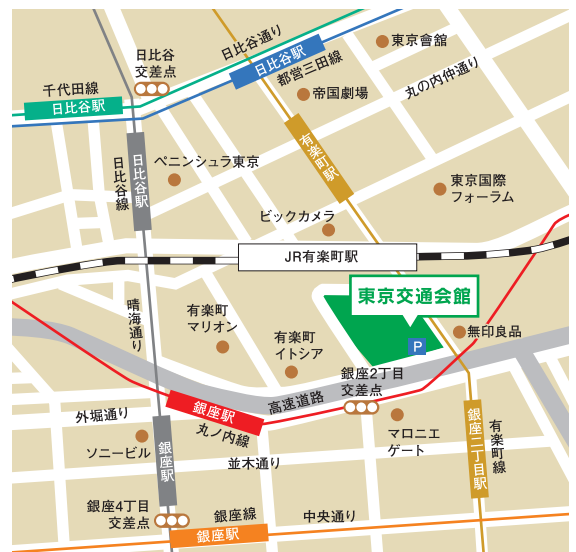 日比谷
交差点
日比谷通り
日比谷駅
都営三田線
東京會舘
丸の内仲通り
千代田線
日比谷駅
帝国劇場
有楽町駅
日比谷線
日比谷駅
ペニンシュラ東京
東京国際
フォーラム
ビックカメラ
JR有楽町駅
東京交通会館
P
晴海通り
有楽町
マリオン
有楽町
イトシア
無印良品
銀座2丁目
交差点
高速道路
銀座駅
丸ノ内線
外堀通り
ソニービル
銀座駅
並木通り
マロニエ
ゲート
銀座二丁目駅
有楽町線
銀座4丁目
交差点
銀座線
銀座駅
中央通り